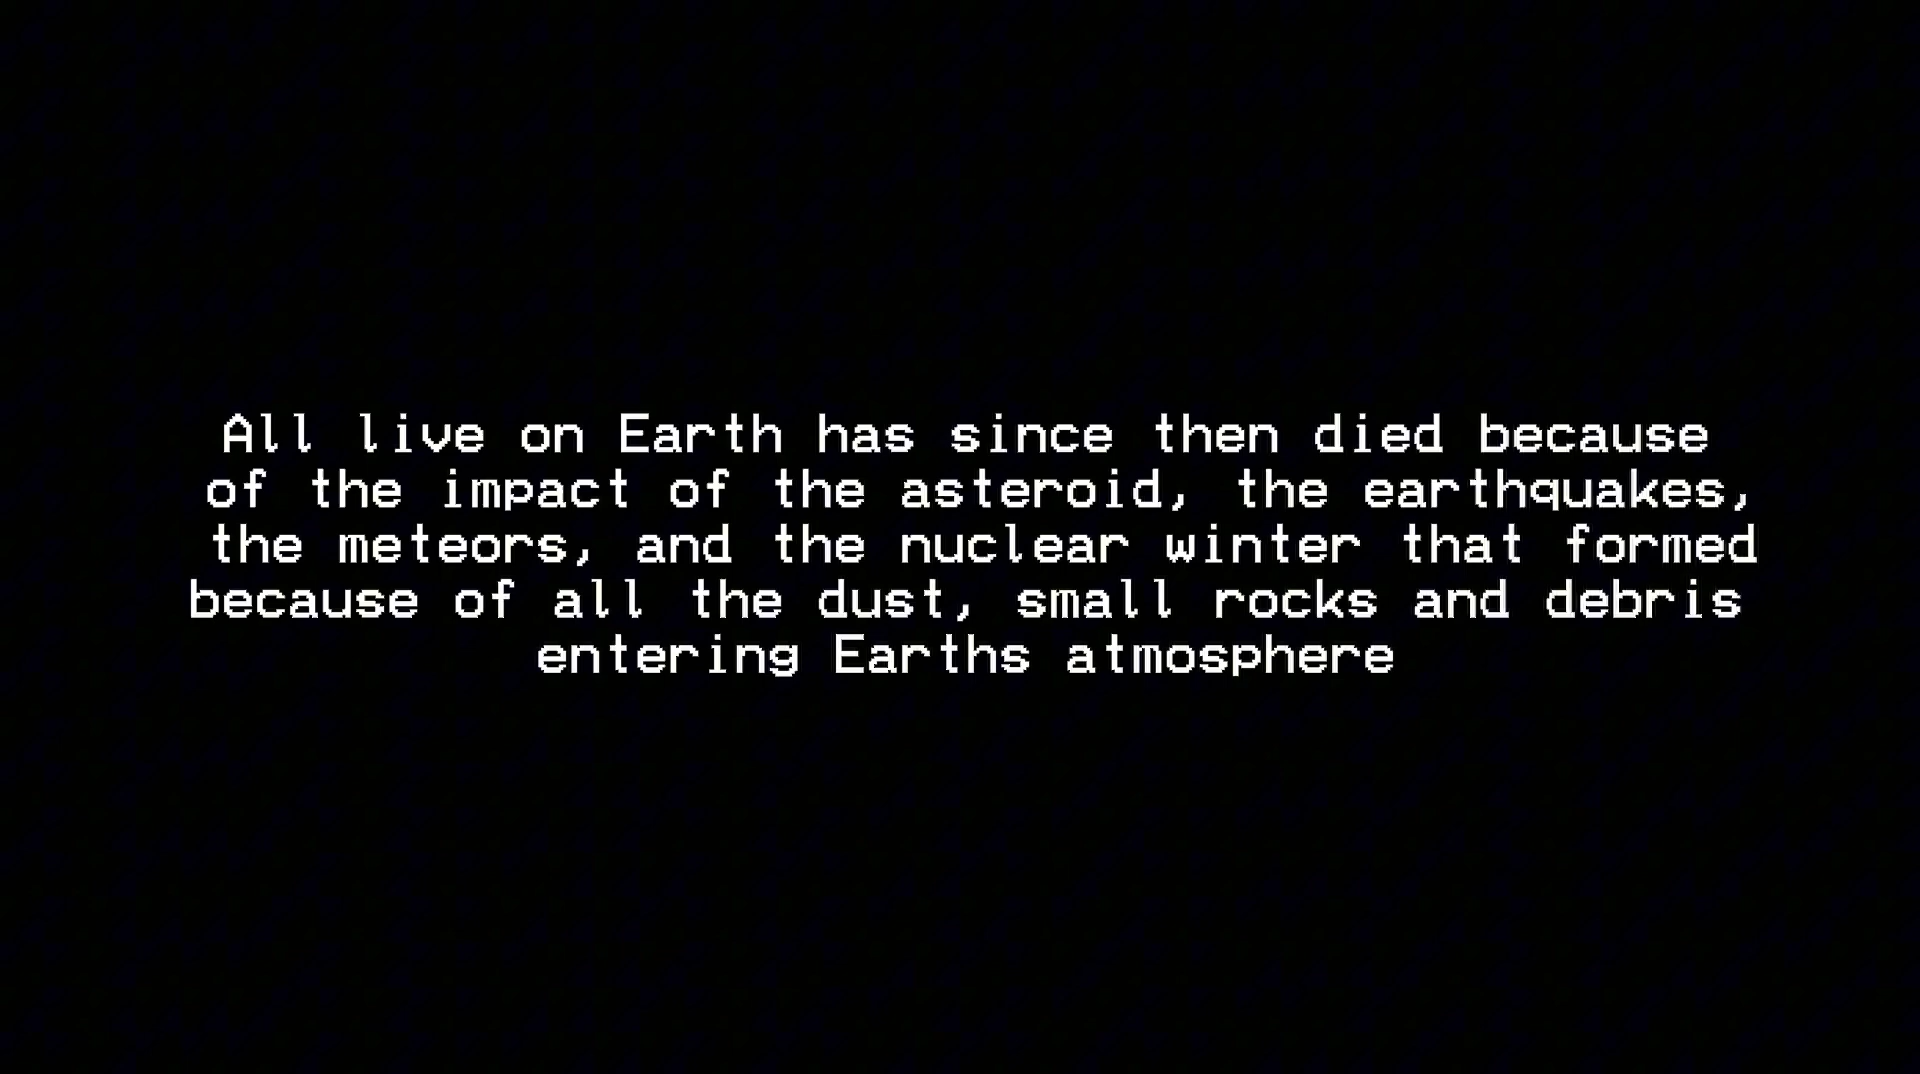 All live on Earth has since then died because
of the impact of the asteroid, the earthquakes,
the meteors, and the nuclear winter that formed
because of all the dust, small rocks and debris
entering Earths atmosphere